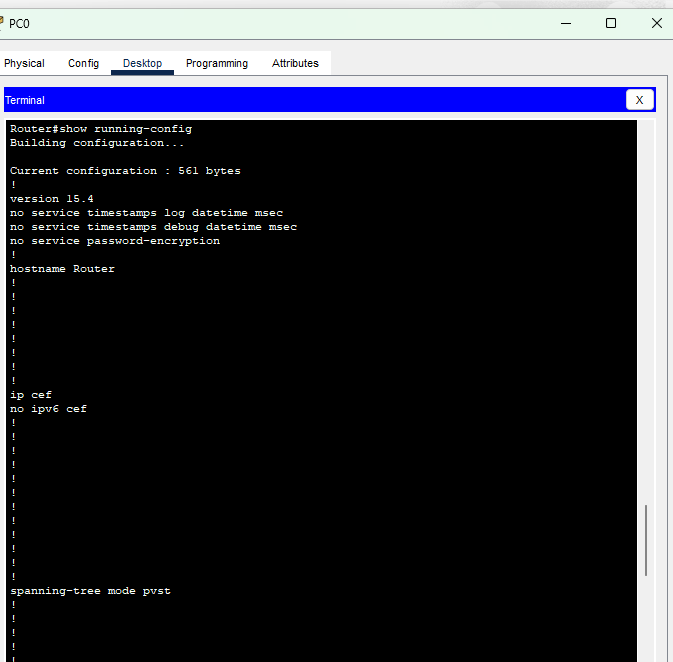 PC0
Physical Config Desktop Programming Attributes
Terminal X
Router#show running-config
Building configuration...
Current configuration : 561 bytes
!
version 15.4
no service timestamps log datetime msec
no service timestamps debug datetime msec
no service password-encryption
!
hostname Router
!
!
!
!
!
!
!
!
ip cef
no ipv6 cef
!
!
!
!
!
!
!
!
!
!
!
!
spanning-tree mode pvst
!
!
!
!
!